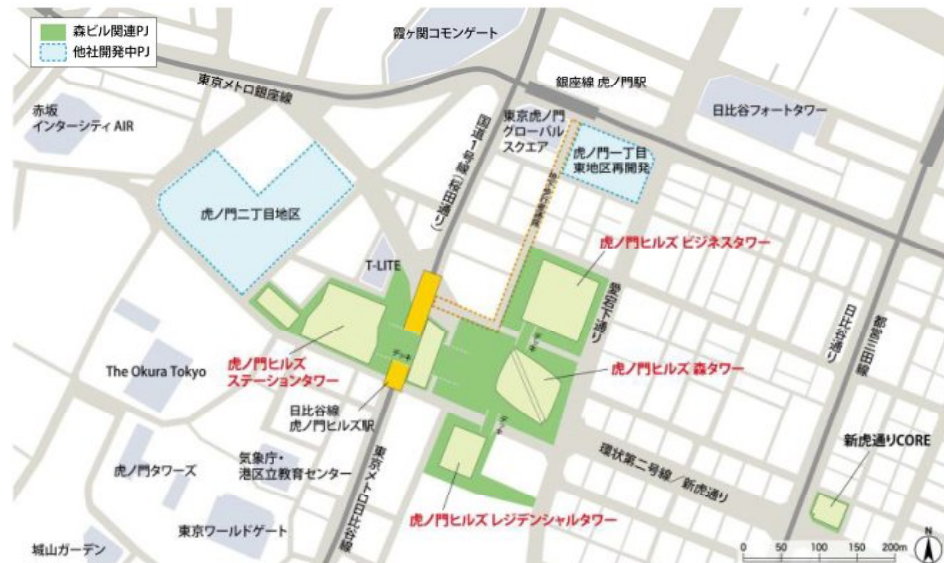 森ビル関連PJ
他社開発中PJ
霞ヶ関コモンゲート
東京メトロ銀座線
銀座線 虎ノ門駅
赤坂
インターシティ AIR
国道1号線（桜田通り）
東京虎ノ門
グローバル
スクエア
日比谷フォートタワー
虎ノ門一丁目
東地区再開発
地下歩行者通路
虎ノ門二丁目地区
T-LITE
虎ノ門ヒルズ ビジネスタワー
愛宕下通り
日比谷通り
都営三田線
デッキ
虎ノ門ヒルズ
ステーションタワー
デッキ
虎ノ門ヒルズ 森タワー
The Okura Tokyo
日比谷線
虎ノ門ヒルズ駅
デッキ
新虎通りCORE
気象庁・
港区立教育センター
環状第二号線／新虎通り
虎ノ門タワーズ
東京メトロ日比谷線
虎ノ門ヒルズ レジデンシャルタワー
東京ワールドゲート
城山ガーデン
0 50 100 150 200m
N